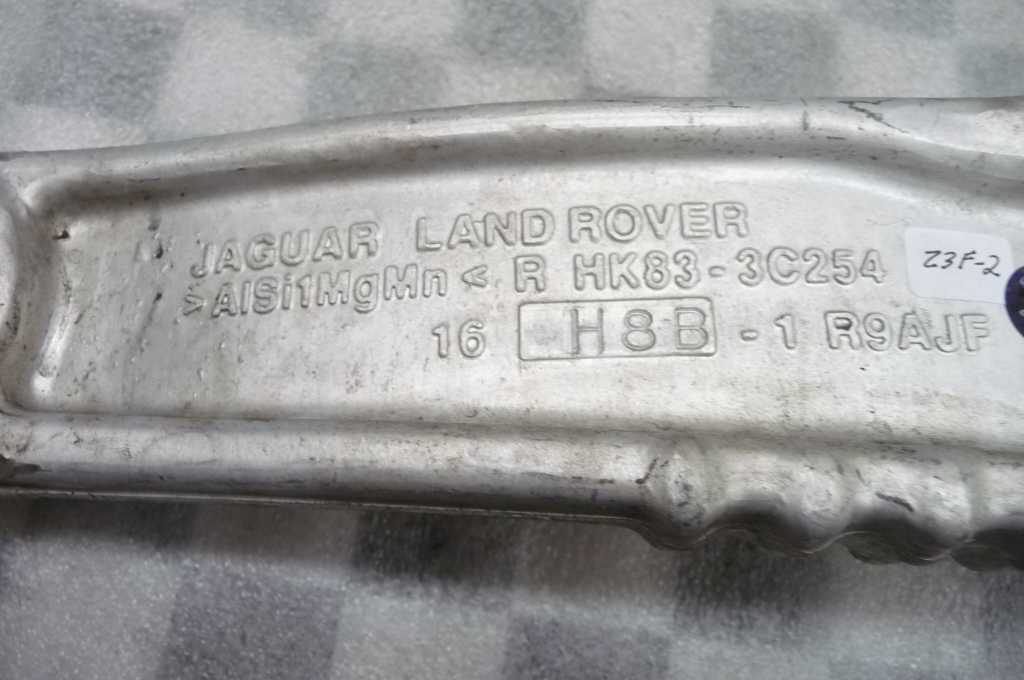 JAGUAR LAND ROVER
>AlSi1MgMn< R HK83-3C254
Z3F-2
16 H8B -1 R9AJF